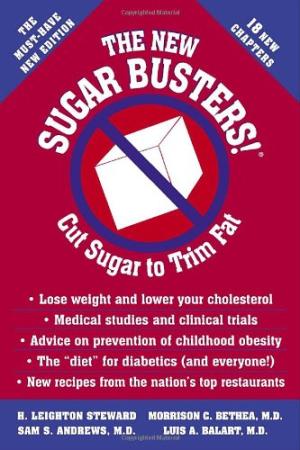 THE
MUST-HAVE
NEW EDITION
18 NEW
CHAPTERS
THE NEW
SUGAR BUSTERS!®
Cut Sugar to Trim Fat
• Lose weight and lower your cholesterol
• Medical studies and clinical trials
• Advice on prevention of childhood obesity
• The “diet” for diabetics (and everyone!)
• New recipes from the nation's top restaurants
H. LEIGHTON STEWARD MORRISON C. BETHEA, M.D.
SAM S. ANDREWS, M.D. LUIS A. BALART, M.D.